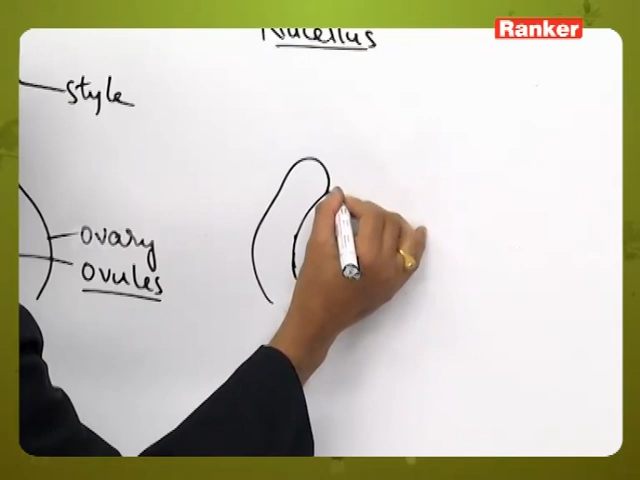 Ranker
Nucellus
style
ovary
ovules